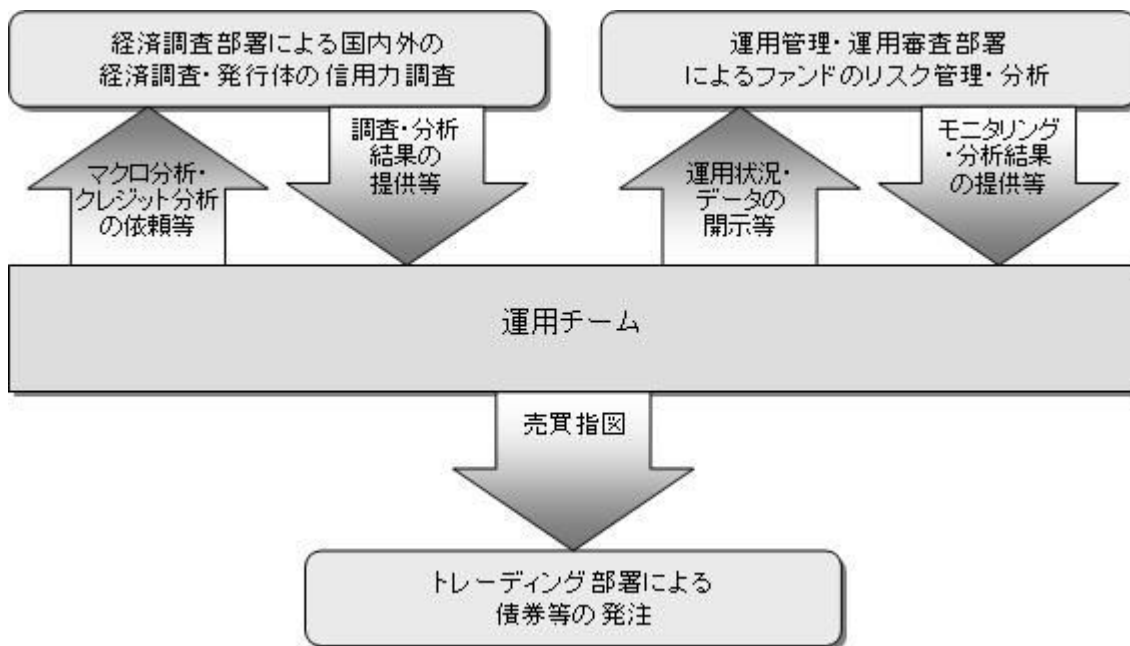 経済調査部署による国内外の
経済調査・発行体の信用力調査
運用管理・運用審査部署
によるファンドのリスク管理・分析
マクロ分析・
クレジット分析
の依頼等
調査・分析
結果の
提供等
運用状況・
データの
開示等
モニタリング
・分析結果
の提供等
運用チーム
売買指図
トレーディング部署による
債券等の発注